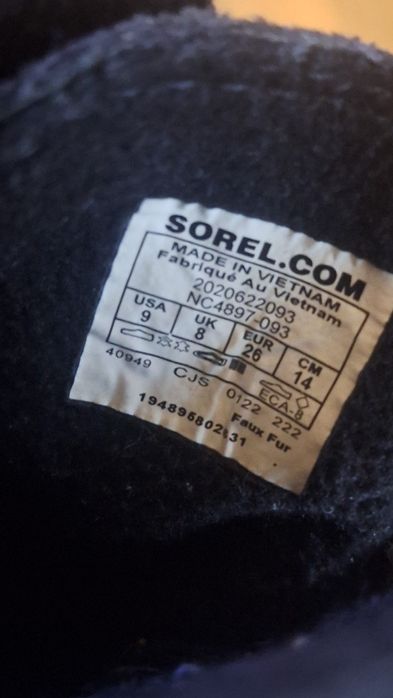 SOREL.COM
MADE IN VIETNAM
Fabriqué Au Vietnam
2020622093
NC4897-093
USA UK EUR CM
9 8 26 14
ECA-8
40949 CJS 0122 222
Faux Fur